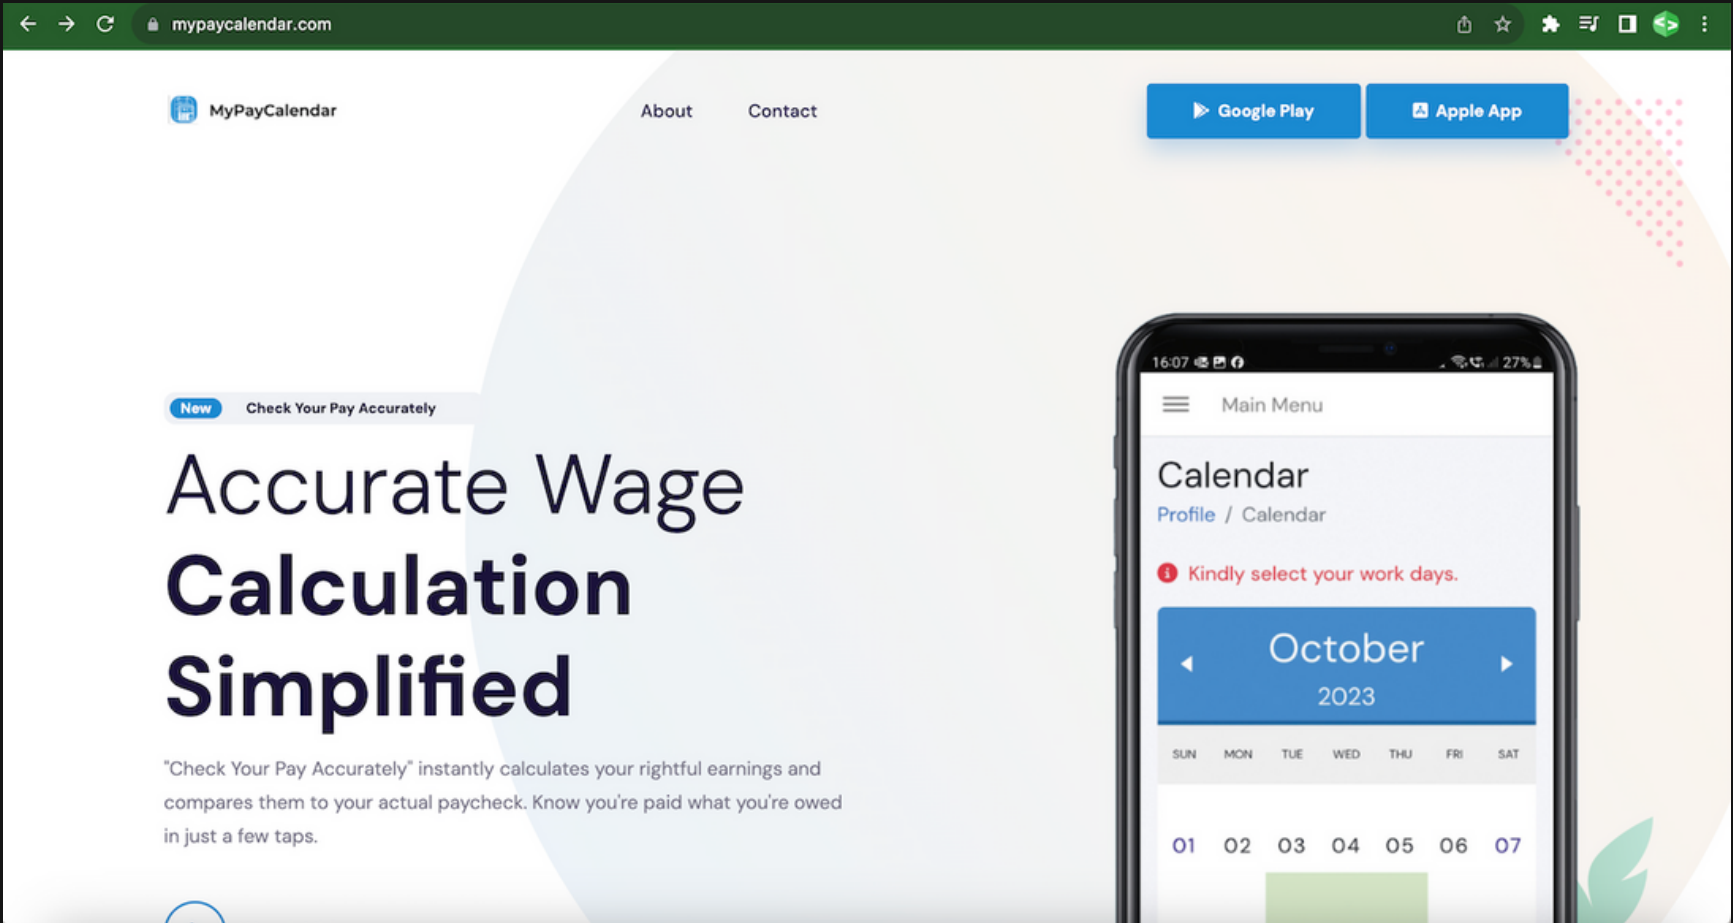 mypaycalendar.com
MyPayCalendar
About
Contact
Google Play
Apple App
New Check Your Pay Accurately
Accurate Wage
Calculation
Simplified
"Check Your Pay Accurately" instantly calculates your rightful earnings and
compares them to your actual paycheck. Know you're paid what you're owed
in just a few taps.
16:07 27%
Main Menu
Calendar
Profile / Calendar
Kindly select your work days.
October
2023
SUN MON TUE WED THU FRI SAT
01 02 03 04 05 06 07